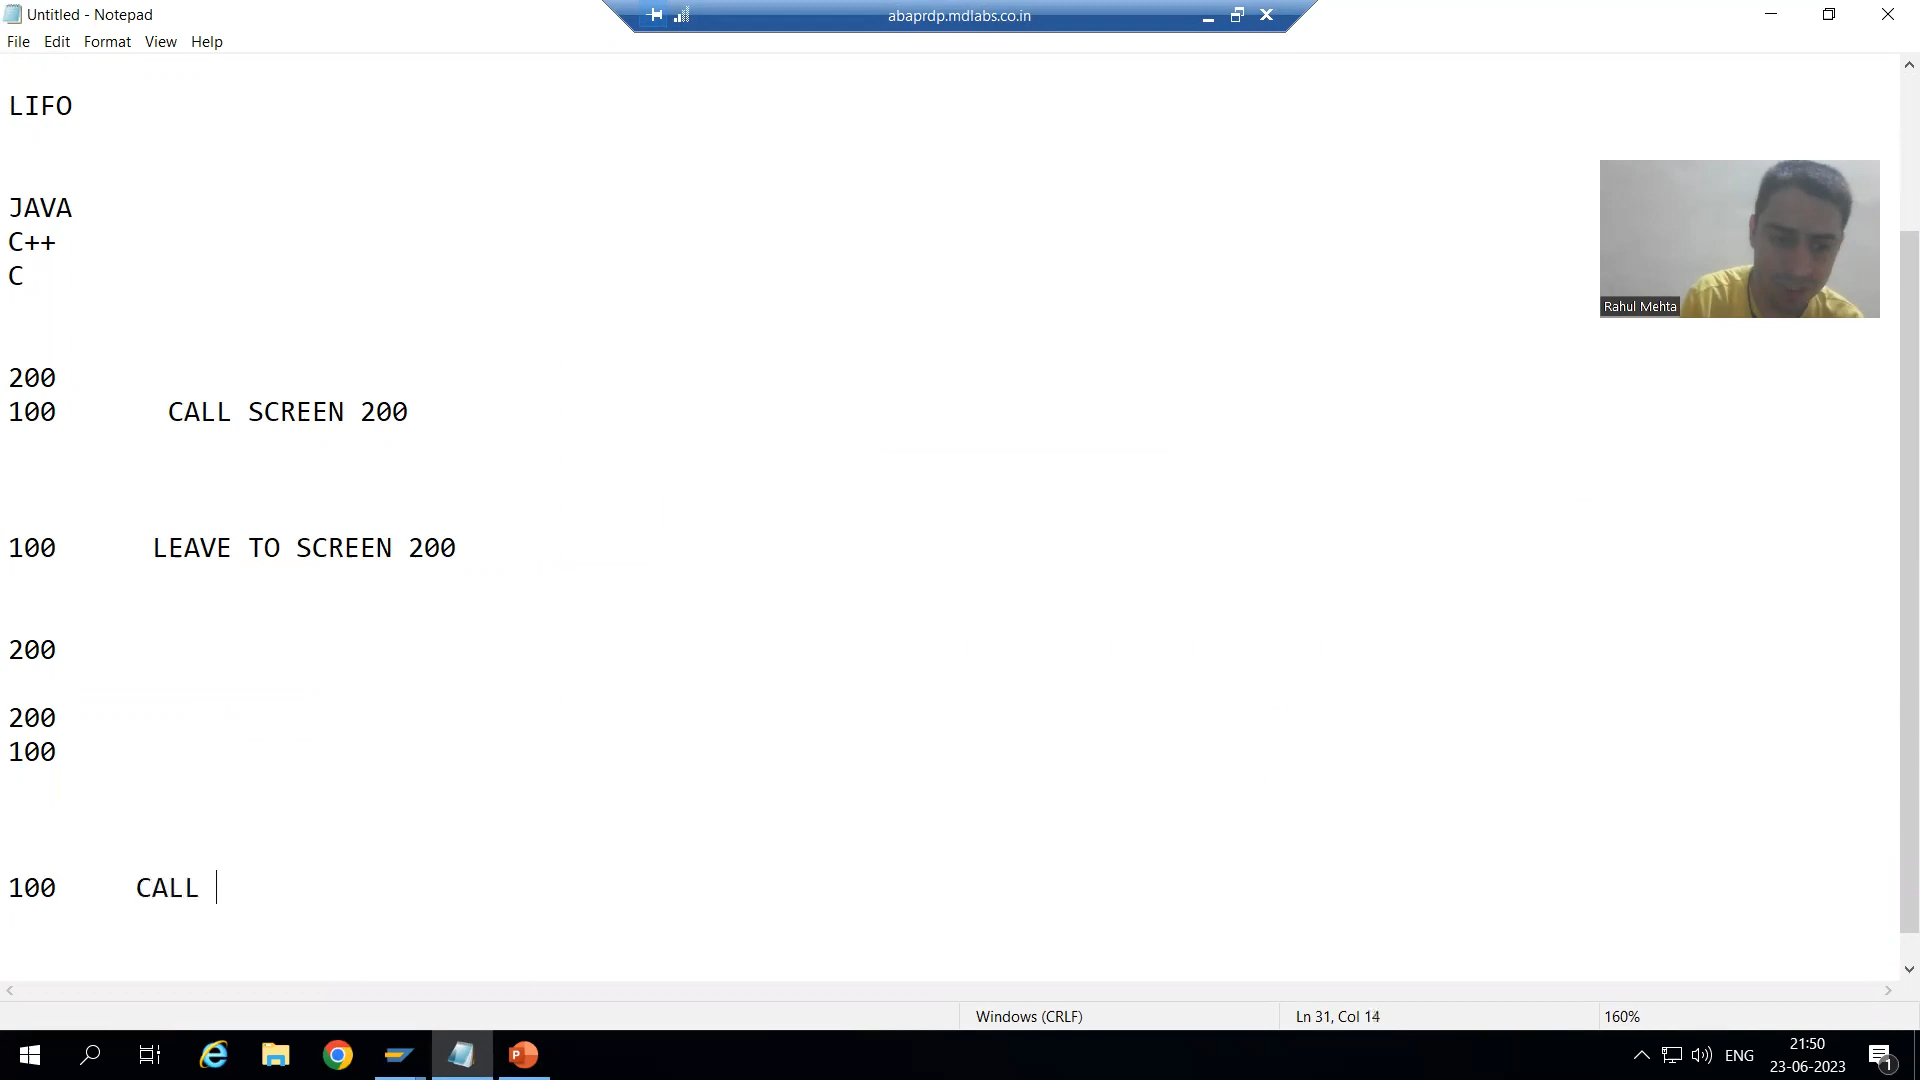 Untitled - Notepad
abaprdp.mdlabs.co.in
File Edit Format View Help
LIFO
JAVA
C++
C
Rahul Mehta
200
100 CALL SCREEN 200
100 LEAVE TO SCREEN 200
200
200
100
100 CALL
Windows (CRLF) Ln 31, Col 14 160%
ENG
21:50
23-06-2023
1